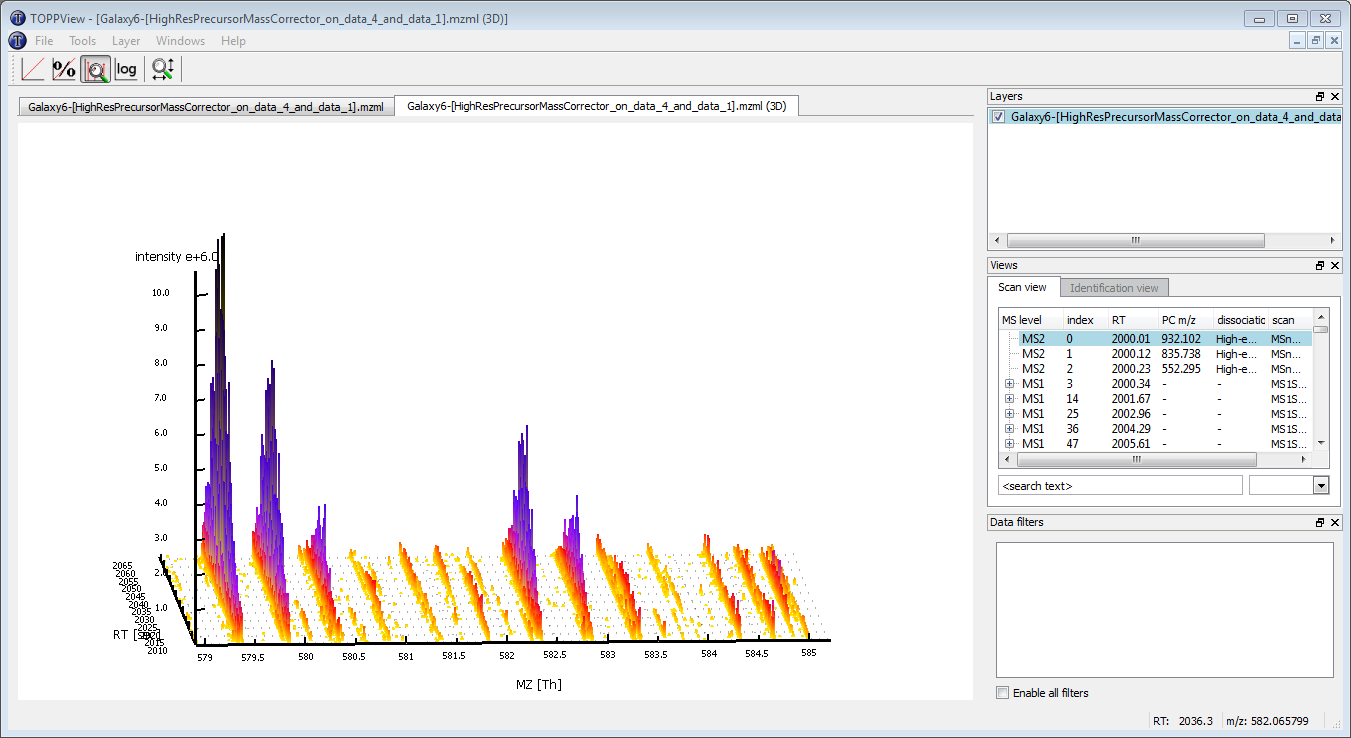 TOPPView - [Galaxy6-[HighResPrecursorMassCorrector_on_data_4_and_data_1].mzml (3D)]
File Tools Layer Windows Help
% log
Galaxy6-[HighResPrecursorMassCorrector_on_data_4_and_data_1].mzml
Galaxy6-[HighResPrecursorMassCorrector_on_data_4_and_data_1].mzml (3D)
intensity e+6.0
10.0
9.0
8.0
7.0
6.0
5.0
4.0
3.0
2.0
1.0
2065
2060
2055
2050
2045
2040
2035
2030
2025
2020
2015
2010
RT [S]
579 579.5 580 580.5 581 581.5 582 582.5 583 583.5 584 584.5 585
MZ [Th]
Layers
Galaxy6-[HighResPrecursorMassCorrector_on_data_4_and_data
Views
Scan view
Identification view
MS level index RT PC m/z dissociatic scan
MS2 0 2000.01 932.102 High-e... MSn...
MS2 1 2000.12 835.738 High-e... MSn...
MS2 2 2000.23 552.295 High-e... MSn...
MS1 3 2000.34 - - MS1S...
MS1 14 2001.67 - - MS1S...
MS1 25 2002.96 - - MS1S...
MS1 36 2004.29 - - MS1S...
MS1 47 2005.61 - - MS1S...
<search text>
Data filters
Enable all filters
RT: 2036.3 m/z: 582.065799